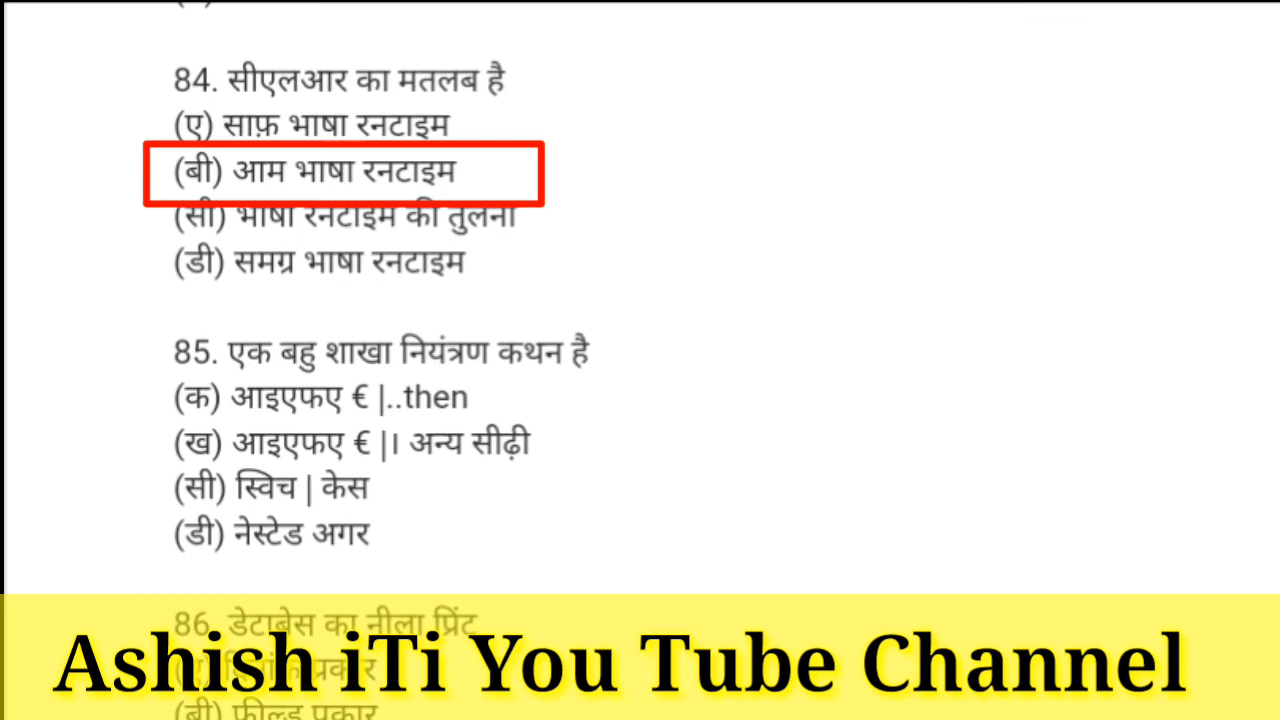 84. सीएलआर का मतलब है
(ए) साफ़ भाषा रनटाइम
(बी) आम भाषा रनटाइम
(सी) भाषा रनटाइम की तुलना
(डी) समग्र भाषा रनटाइम
85. एक बहु शाखा नियंत्रण कथन है
(क) आइएफए € |..then
(ख) आइएफए € |। अन्य सीढ़ी
(सी) स्विच | केस
(डी) नेस्टेड अगर
86. डेटाबेस का नीला प्रिंट
Ashish iTi You Tube Channel
(बी) फील्ड प्रकार